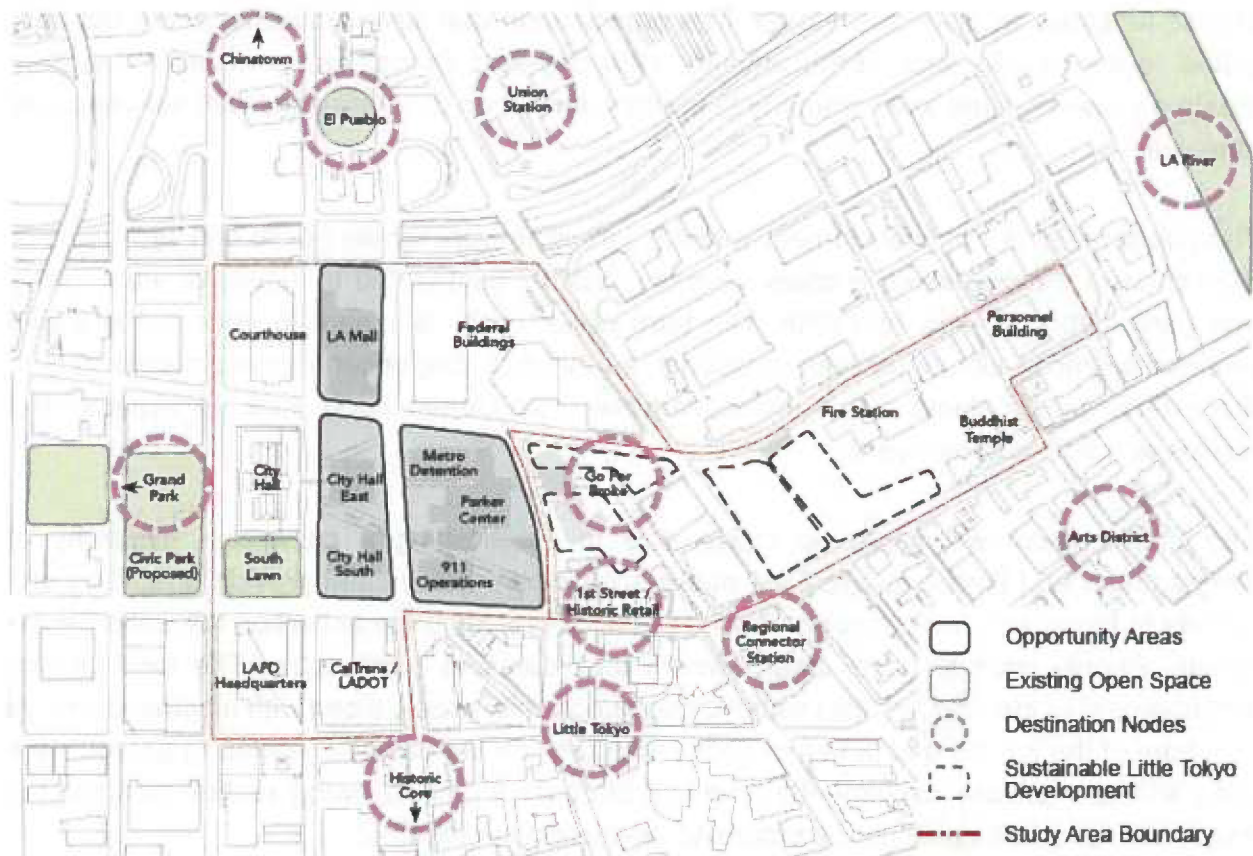 Chinatown
El Pueblo
Union
Station
LA River
Courthouse
LA Mall
Federal
Buildings
Personnel
Building
Fire Station
Buddhist
Temple
Grand
Park
City
Hall
City Hall
East
Metro
Detention
Parker
Center
Go For
Broke
Civic Park
(Proposed)
South
Lawn
City Hall
South
911
Operations
1st Street /
Historic Retail
Regional
Connector
Station
Arts District
LAPD
Headquarters
CalTrans /
LADOT
Little Tokyo
Historic
Core
Opportunity Areas
Existing Open Space
Destination Nodes
Sustainable Little Tokyo
Development
Study Area Boundary